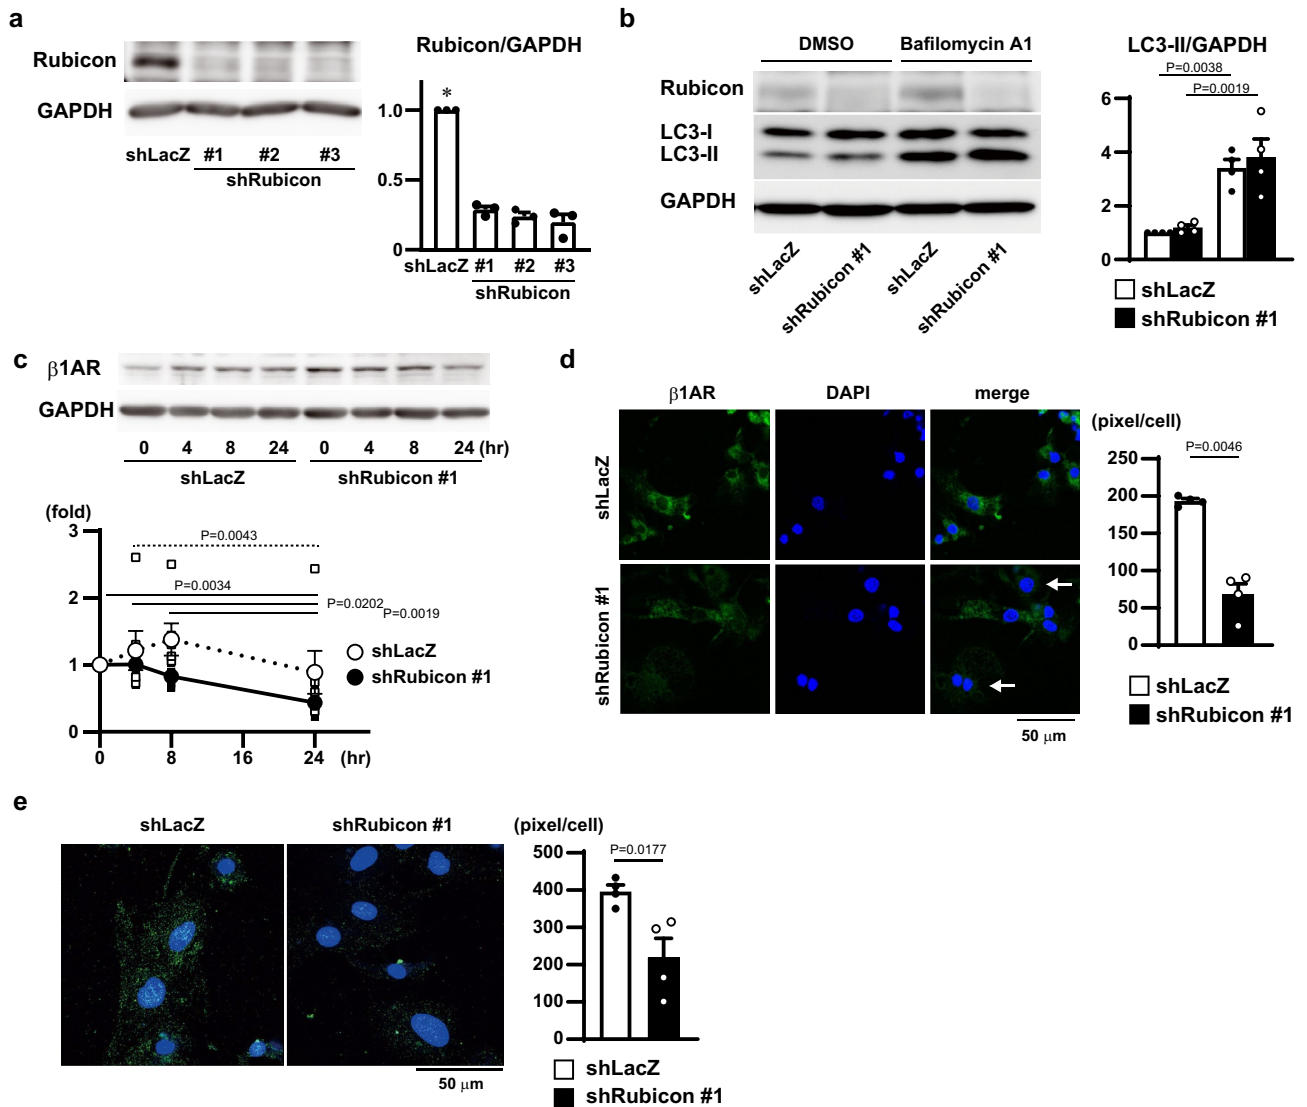 a
Rubicon
GAPDH
shLacZ #1 #2 #3
shRubicon
Rubicon/GAPDH
*
1.0
0.5
0
shLacZ #1 #2 #3
shRubicon
b
DMSO Bafilomycin A1
Rubicon
LC3-I
LC3-II
GAPDH
shLacZ
shRubicon #1
shLacZ
shRubicon #1
LC3-II/GAPDH
P=0.0038
P=0.0019
6
4
2
0
shLacZ
shRubicon #1
c
β1AR
GAPDH
0 4 8 24 0 4 8 24 (hr)
shLacZ shRubicon #1
(fold)
3
2
1
0
P=0.0043
P=0.0034
P=0.0202
P=0.0019
shLacZ
shRubicon #1
0 8 16 24 (hr)
d
β1AR DAPI merge
shLacZ
shRubicon #1
50 μm
(pixel/cell)
P=0.0046
250
200
150
100
50
0
shLacZ
shRubicon #1
e
shLacZ shRubicon #1
50 μm
(pixel/cell)
P=0.0177
500
400
300
200
100
0
shLacZ
shRubicon #1